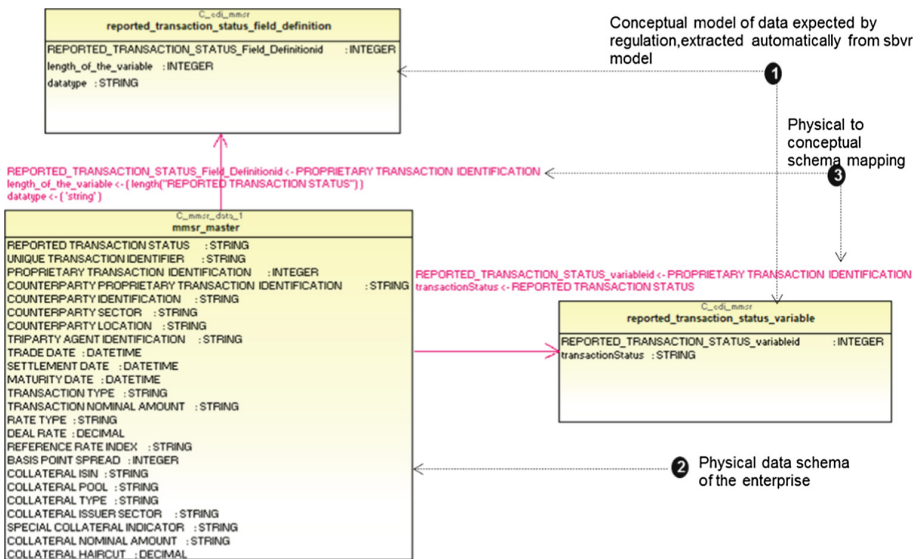 C_cdi_mmsr
reported_transaction_status_field_definition
REPORTED_TRANSACTION_STATUS_Field_Definitionid : INTEGER
length_of_the_variable : INTEGER
datatype : STRING
Conceptual model of data expected by
regulation,extracted automatically from sbvr
model
1
Physical to
conceptual
schema mapping
3
REPORTED_TRANSACTION_STATUS_Field_Definitionid <- PROPRIETARY TRANSACTION IDENTIFICATION
length_of_the_variable <- ( length("REPORTED TRANSACTION STATUS") )
datatype <- ( 'string' )
C_mmsr_data_1
mmsr_master
REPORTED TRANSACTION STATUS : STRING
UNIQUE TRANSACTION IDENTIFIER : STRING
PROPRIETARY TRANSACTION IDENTIFICATION : INTEGER
COUNTERPARTY PROPRIETARY TRANSACTION IDENTIFICATION : STRING
COUNTERPARTY IDENTIFICATION : STRING
COUNTERPARTY SECTOR : STRING
COUNTERPARTY LOCATION : STRING
TRIPARTY AGENT IDENTIFICATION : STRING
TRADE DATE : DATETIME
SETTLEMENT DATE : DATETIME
MATURITY DATE : DATETIME
TRANSACTION TYPE : STRING
TRANSACTION NOMINAL AMOUNT : STRING
RATE TYPE : STRING
DEAL RATE : DECIMAL
REFERENCE RATE INDEX : STRING
BASIS POINT SPREAD : INTEGER
COLLATERAL ISIN : STRING
COLLATERAL POOL : STRING
COLLATERAL TYPE : STRING
COLLATERAL ISSUER SECTOR : STRING
SPECIAL COLLATERAL INDICATOR : STRING
COLLATERAL NOMINAL AMOUNT : STRING
COLLATERAL HAIRCUT : DECIMAL
REPORTED_TRANSACTION_STATUS_variableid <- PROPRIETARY TRANSACTION IDENTIFICATION
transactionStatus <- REPORTED TRANSACTION STATUS
C_cdi_mmsr
reported_transaction_status_variable
REPORTED_TRANSACTION_STATUS_variableid : INTEGER
transactionStatus : STRING
2
Physical data schema
of the enterprise